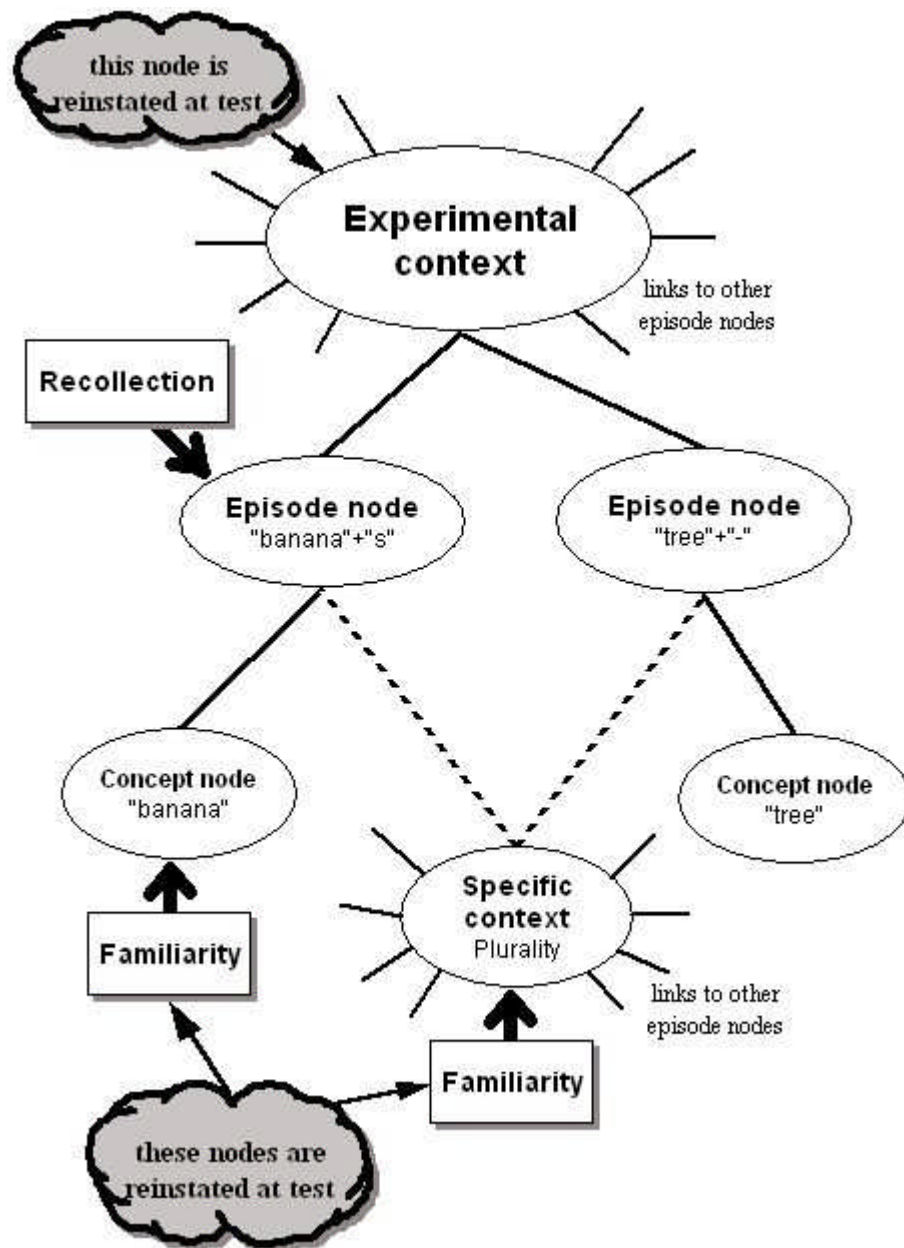 this node is
reinstated at test
Experimental
context
links to other
episode nodes
Recollection
Episode node
"banana"+"s"
Episode node
"tree"+"-"
Concept node
"banana"
Concept node
"tree"
Specific
context
Plurality
Familiarity
links to other
episode nodes
Familiarity
these nodes are
reinstated at test